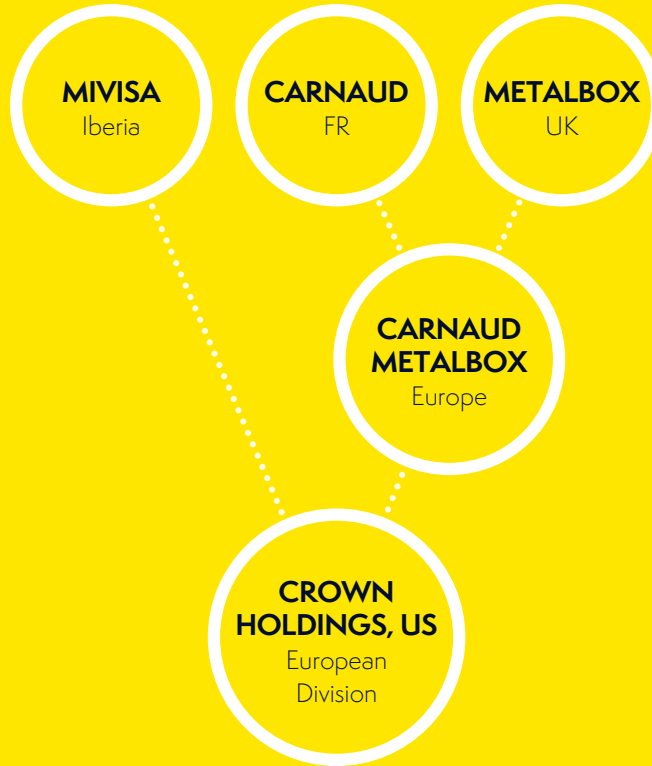 MIVISA
Iberia
CARNAUD
FR
METALBOX
UK
CARNAUD
METALBOX
Europe
CROWN
HOLDINGS, US
European
Division